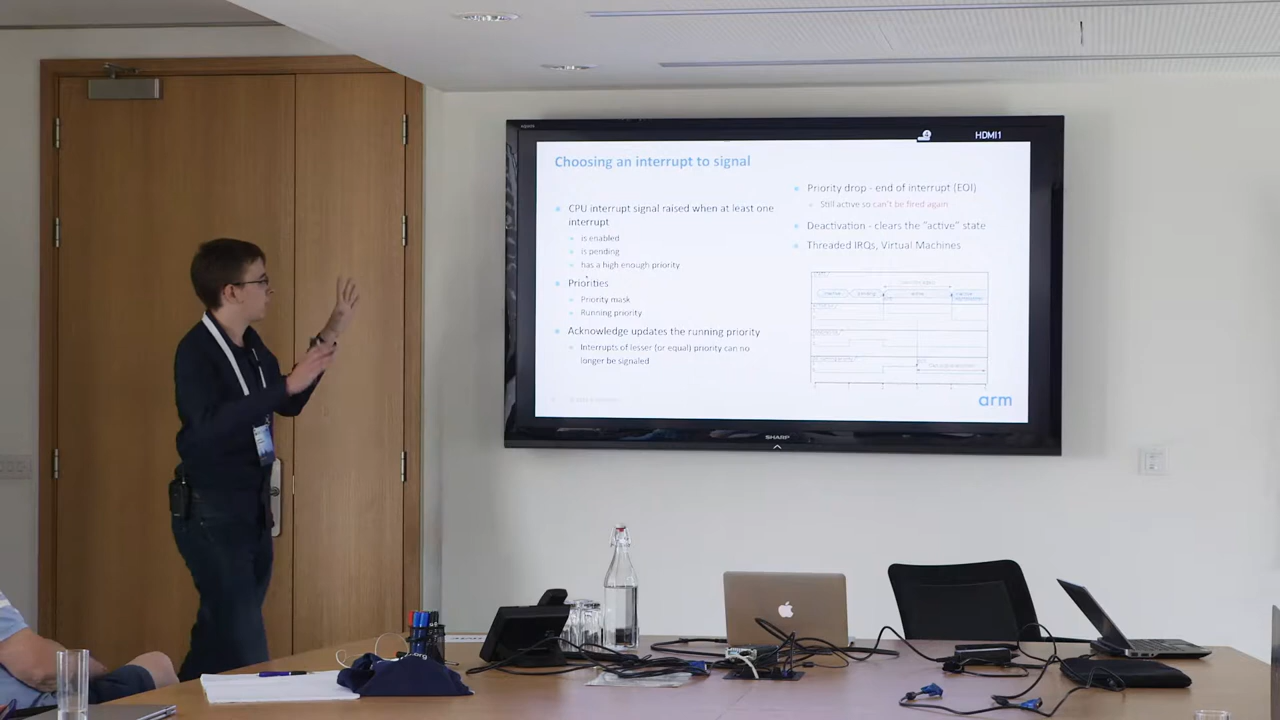 HDMI1
Choosing an interrupt to signal
CPU interrupt signal raised when at least one
interrupt
is enabled
is pending
has a high enough priority
Priorities
Priority mask
Running priority
Acknowledge updates the running priority
Interrupts of lesser (or equal) priority can no
longer be signaled
Priority drop - end of interrupt (EOI)
Still active so can't be fired again
Deactivation - clears the "active" state
Threaded IRQs, Virtual Machines
pending
arm
SHARP